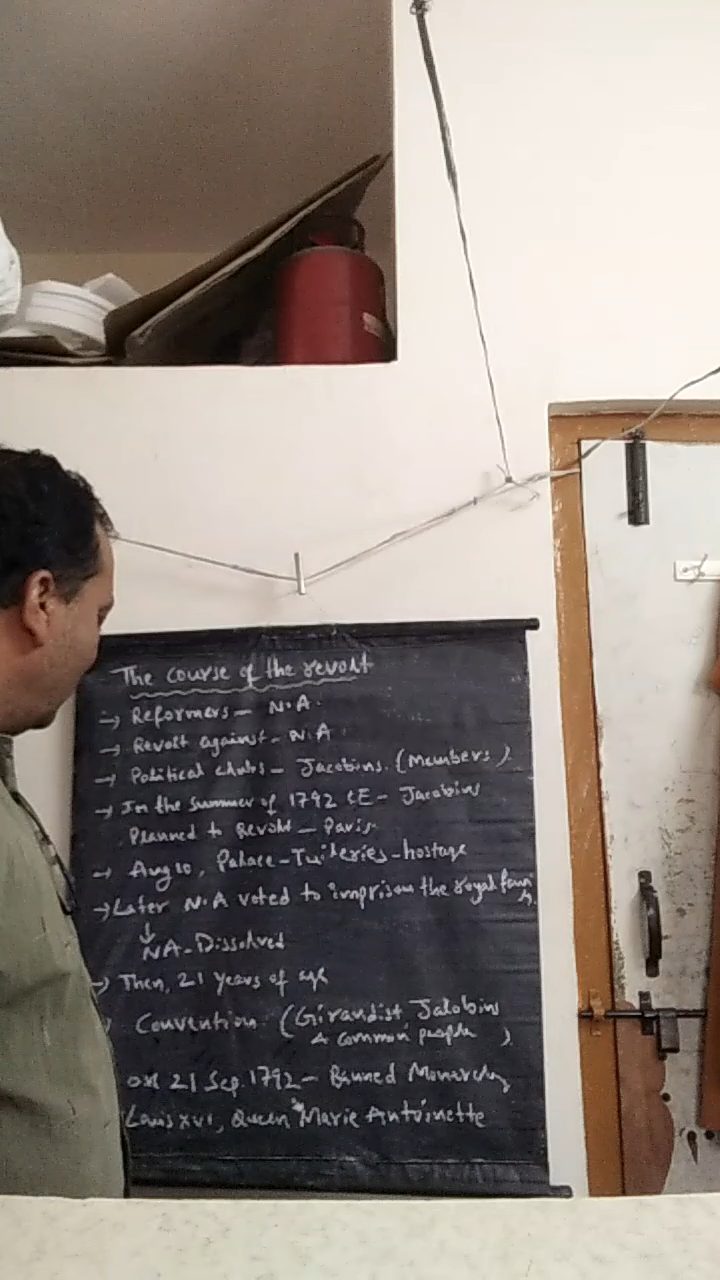 The course of the revolt
→ Reformers - N.A.
→ Revolt against - N.A
→ Political clubs - Jacobins. (Members).
→ In the summer of 1792 CE - Jacobins
Planned to Revolt - Paris.
→ Aug 10, Palace - Tuileries - hostage
→ Later N.A voted to imprison the royal family.
↓
NA - Dissolved
→ Then, 21 years of age
Convention (Girandist Jacobins
& common people )
on 21 Sep. 1792 - Banned Monarchy
Louis XVI, Queen Marie Antoinette